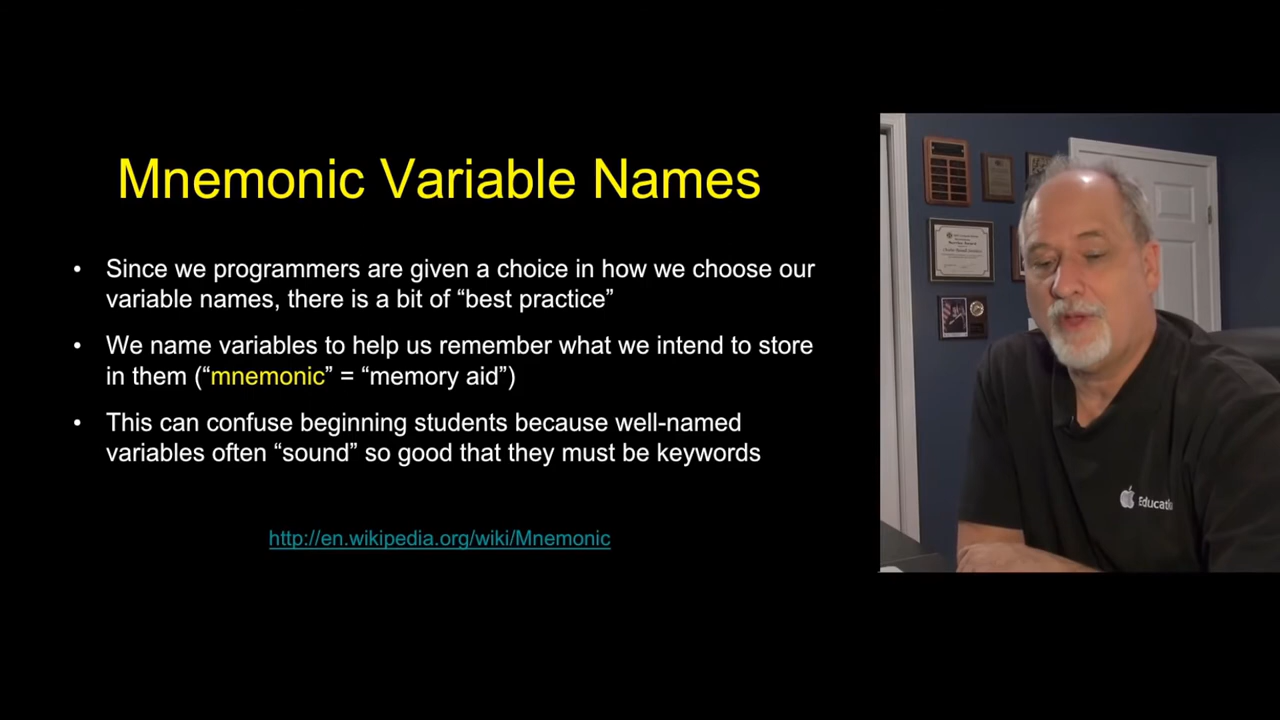 Mnemonic Variable Names
• Since we programmers are given a choice in how we choose our
variable names, there is a bit of “best practice”
• We name variables to help us remember what we intend to store
in them (“mnemonic” = “memory aid”)
• This can confuse beginning students because well-named
variables often “sound” so good that they must be keywords
http://en.wikipedia.org/wiki/Mnemonic